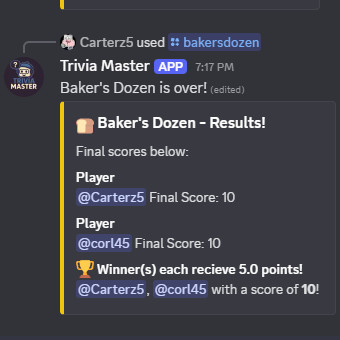 Carterz5 used bakersdozen
?
TRIVIA
MASTER
Trivia Master APP 7:17 PM
Baker's Dozen is over! (edited)
Baker's Dozen - Results!
Final scores below:
Player
@Carterz5 Final Score: 10
Player
@corl45 Final Score: 10
Winner(s) each recieve 5.0 points!
@Carterz5, @corl45 with a score of 10!